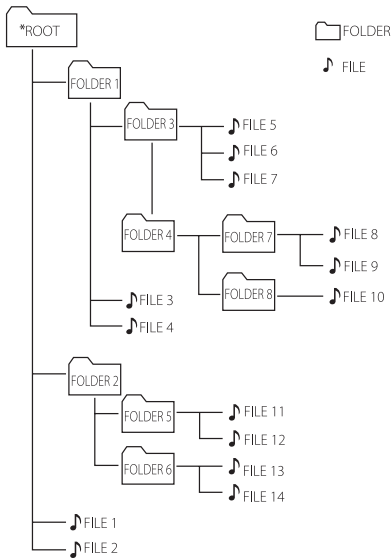 *ROOT
FOLDER
FILE
FOLDER 1
FOLDER 3
FILE 5
FILE 6
FILE 7
FOLDER 4
FOLDER 7
FILE 8
FILE 9
FOLDER 8
FILE 10
FILE 3
FILE 4
FOLDER 2
FOLDER 5
FILE 11
FILE 12
FOLDER 6
FILE 13
FILE 14
FILE 1
FILE 2